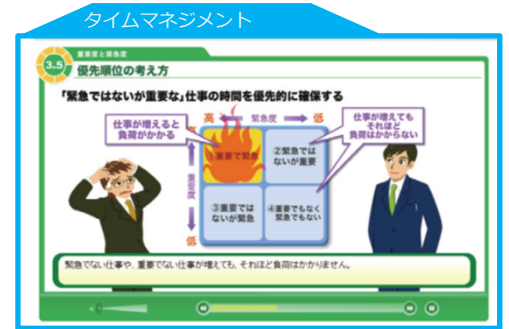 タイムマネジメント
重要度と緊急度
3.5 優先順位の考え方
「緊急ではないが重要な」仕事の時間を優先的に確保する
高 緊急度 低
仕事が増えると
負荷がかかる
仕事が増えても
それほど
負荷はかからない
高
①重要で緊急
②緊急では
ないが重要
重要度
③重要では
ないが緊急
④重要でもなく
緊急でもない
低
緊急でない仕事や、重要でない仕事が増えても、それほど負荷はかかりません。